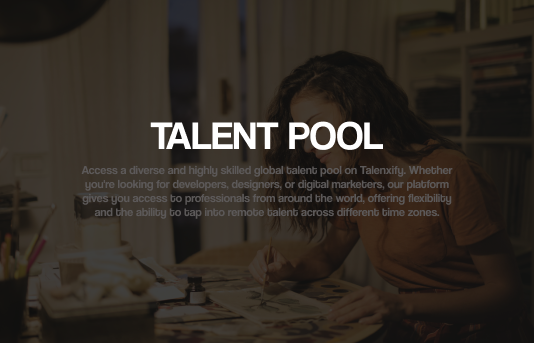 TALENT POOL
Access a diverse and highly skilled global talent pool on Talenxify. Whether
you're looking for developers, designers, or digital marketers, our platform
gives you access to professionals from around the world, offering flexibility
and the ability to tap into remote talent across different time zones.